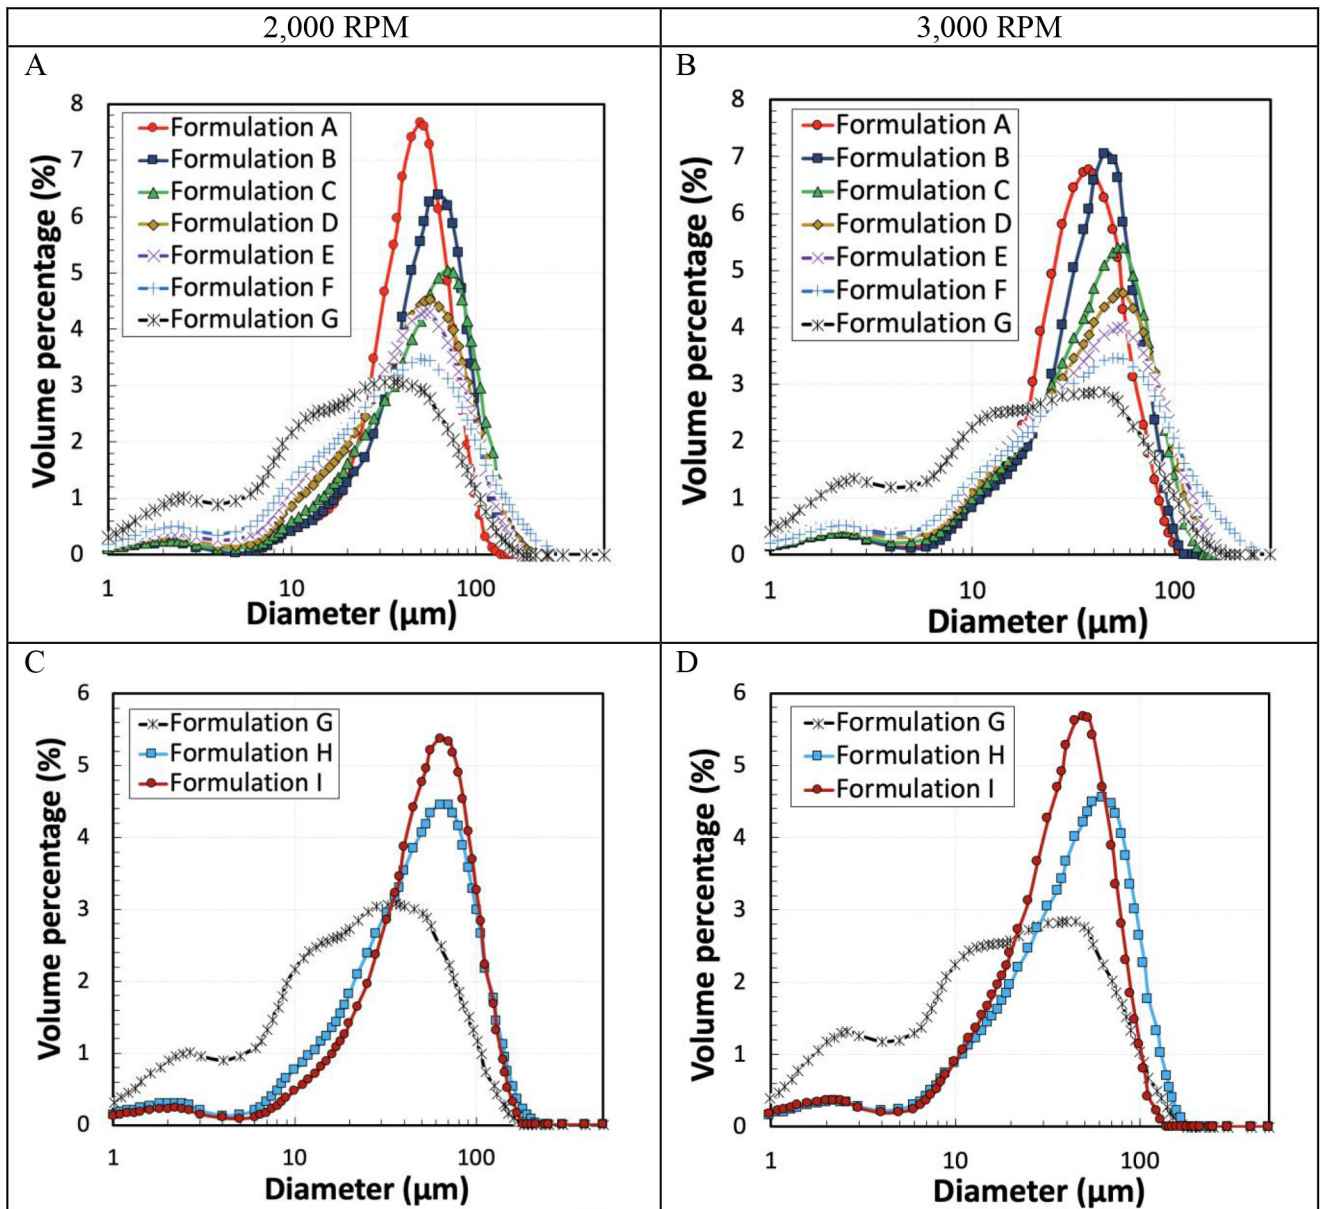 2,000 RPM
3,000 RPM
A
8
7
6
5
4
3
2
1
0
Volume percentage (%)
Formulation A
Formulation B
Formulation C
Formulation D
Formulation E
Formulation F
Formulation G
1
10
100
Diameter (µm)
B
8
7
6
5
4
3
2
1
0
Volume percentage (%)
Formulation A
Formulation B
Formulation C
Formulation D
Formulation E
Formulation F
Formulation G
1
10
100
Diameter (µm)
C
6
5
4
3
2
1
0
Volume percentage (%)
Formulation G
Formulation H
Formulation I
1
10
100
Diameter (µm)
D
6
5
4
3
2
1
0
Volume percentage (%)
Formulation G
Formulation H
Formulation I
1
10
100
Diameter (µm)